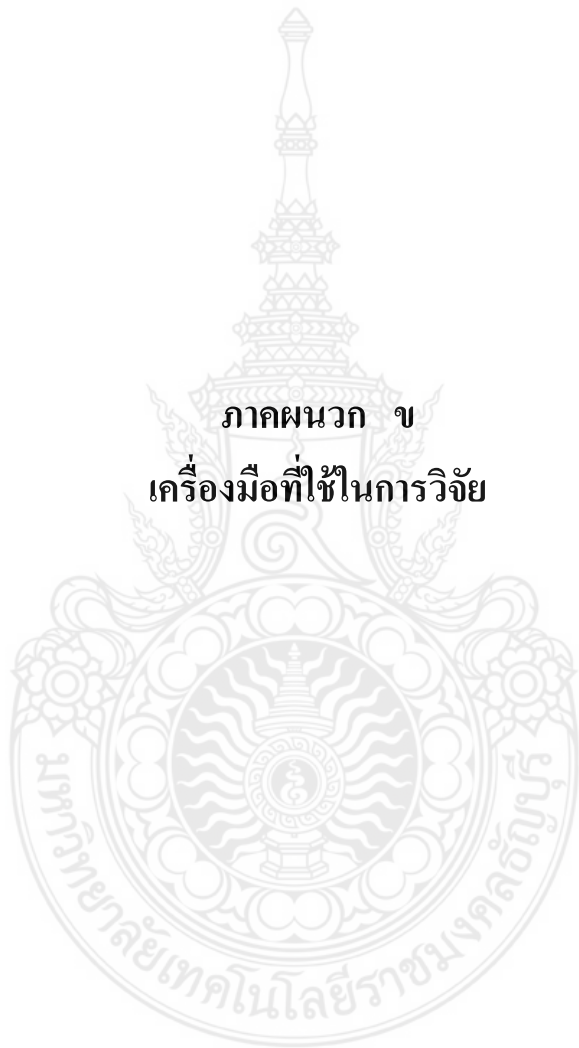 ภาคผนวก ข
เครื่องมือที่ใช้ในการวิจัย
มหาวิทยาลัยเทคโนโลยีราชมงคลธัญบุรี